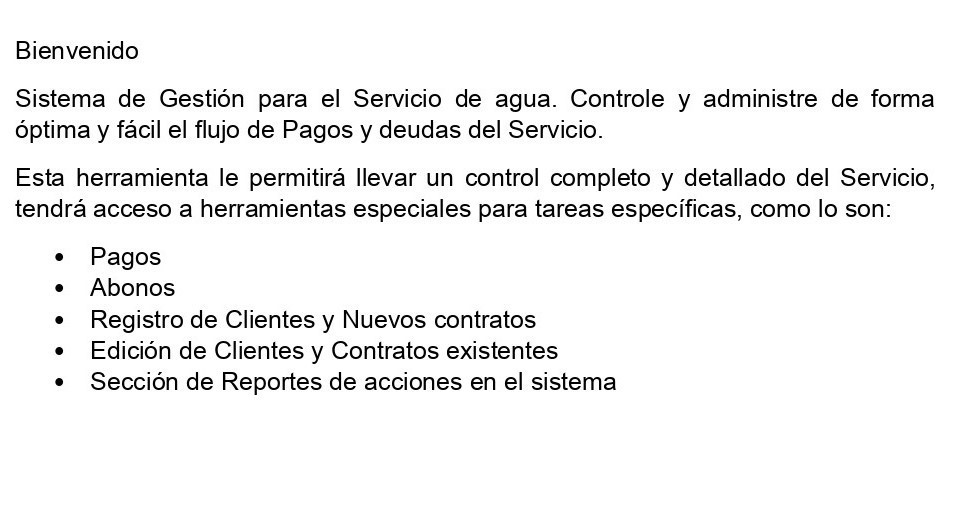 Bienvenido
Sistema de Gestión para el Servicio de agua. Controle y administre de forma
óptima y fácil el flujo de Pagos y deudas del Servicio.
Esta herramienta le permitirá llevar un control completo y detallado del Servicio,
tendrá acceso a herramientas especiales para tareas específicas, como lo son:
• Pagos
• Abonos
• Registro de Clientes y Nuevos contratos
• Edición de Clientes y Contratos existentes
• Sección de Reportes de acciones en el sistema